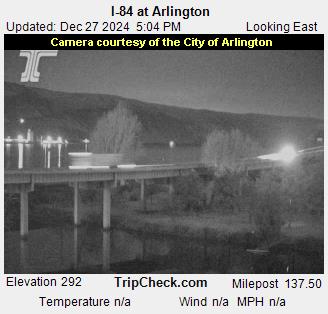 I-84 at Arlington
Updated: Dec 27 2024 5:04 PM Looking East
Camera courtesy of the City of Arlington
Elevation 292 TripCheck.com Milepost 137.50
Temperature n/a Wind n/a MPH n/a